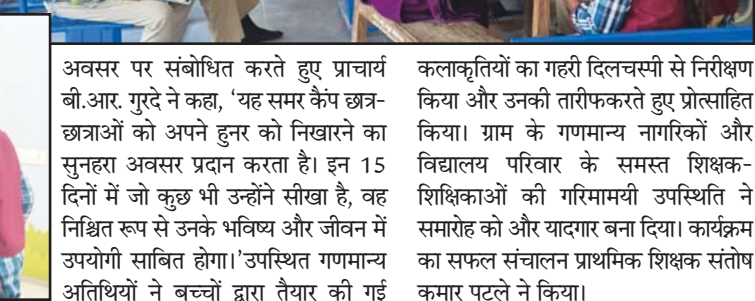 अवसर पर संबोधित करते हुए प्राचार्य
बी.आर. गुरदे ने कहा, ‘यह समर कैंप छात्र-
छात्राओं को अपने हुनर को निखारने का
सुनहरा अवसर प्रदान करता है। इन 15
दिनों में जो कुछ भी उन्होंने सीखा है, वह
निश्चित रूप से उनके भविष्य और जीवन में
उपयोगी साबित होगा।’उपस्थित गणमान्य
अतिथियों ने बच्चों द्वारा तैयार की गई
कलाकृतियों का गहरी दिलचस्पी से निरीक्षण
किया और उनकी तारीफकरते हुए प्रोत्साहित
किया। ग्राम के गणमान्य नागरिकों और
विद्यालय परिवार के समस्त शिक्षक-
शिक्षिकाओं की गरिमामयी उपस्थिति ने
समारोह को और यादगार बना दिया। कार्यक्रम
का सफल संचालन प्राथमिक शिक्षक संतोष
कुमार पटले ने किया।